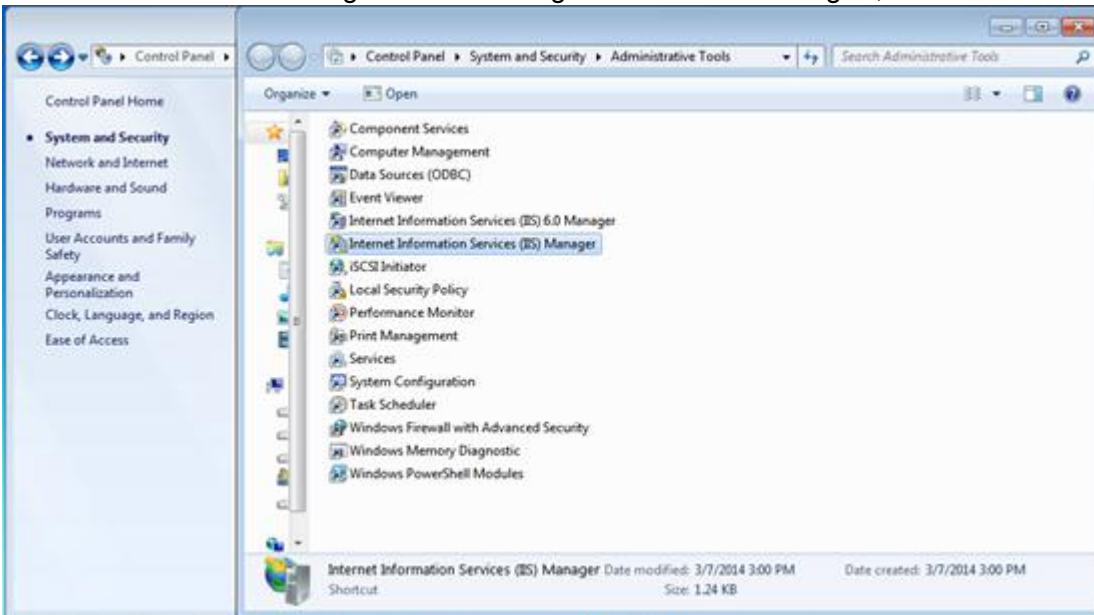 Control Panel
Control Panel ▸ System and Security ▸ Administrative Tools
Search Administrative Tools
Control Panel Home
System and Security
Network and Internet
Hardware and Sound
Programs
User Accounts and Family
Safety
Appearance and
Personalization
Clock, Language, and Region
Ease of Access
Organize
Open
Component Services
Computer Management
Data Sources (ODBC)
Event Viewer
Internet Information Services (IIS) 6.0 Manager
Internet Information Services (IIS) Manager
iSCSI Initiator
Local Security Policy
Performance Monitor
Print Management
Services
System Configuration
Task Scheduler
Windows Firewall with Advanced Security
Windows Memory Diagnostic
Windows PowerShell Modules
Internet Information Services (IIS) Manager Date modified: 3/7/2014 3:00 PM Date created: 3/7/2014 3:00 PM
Shortcut Size: 1.24 KB